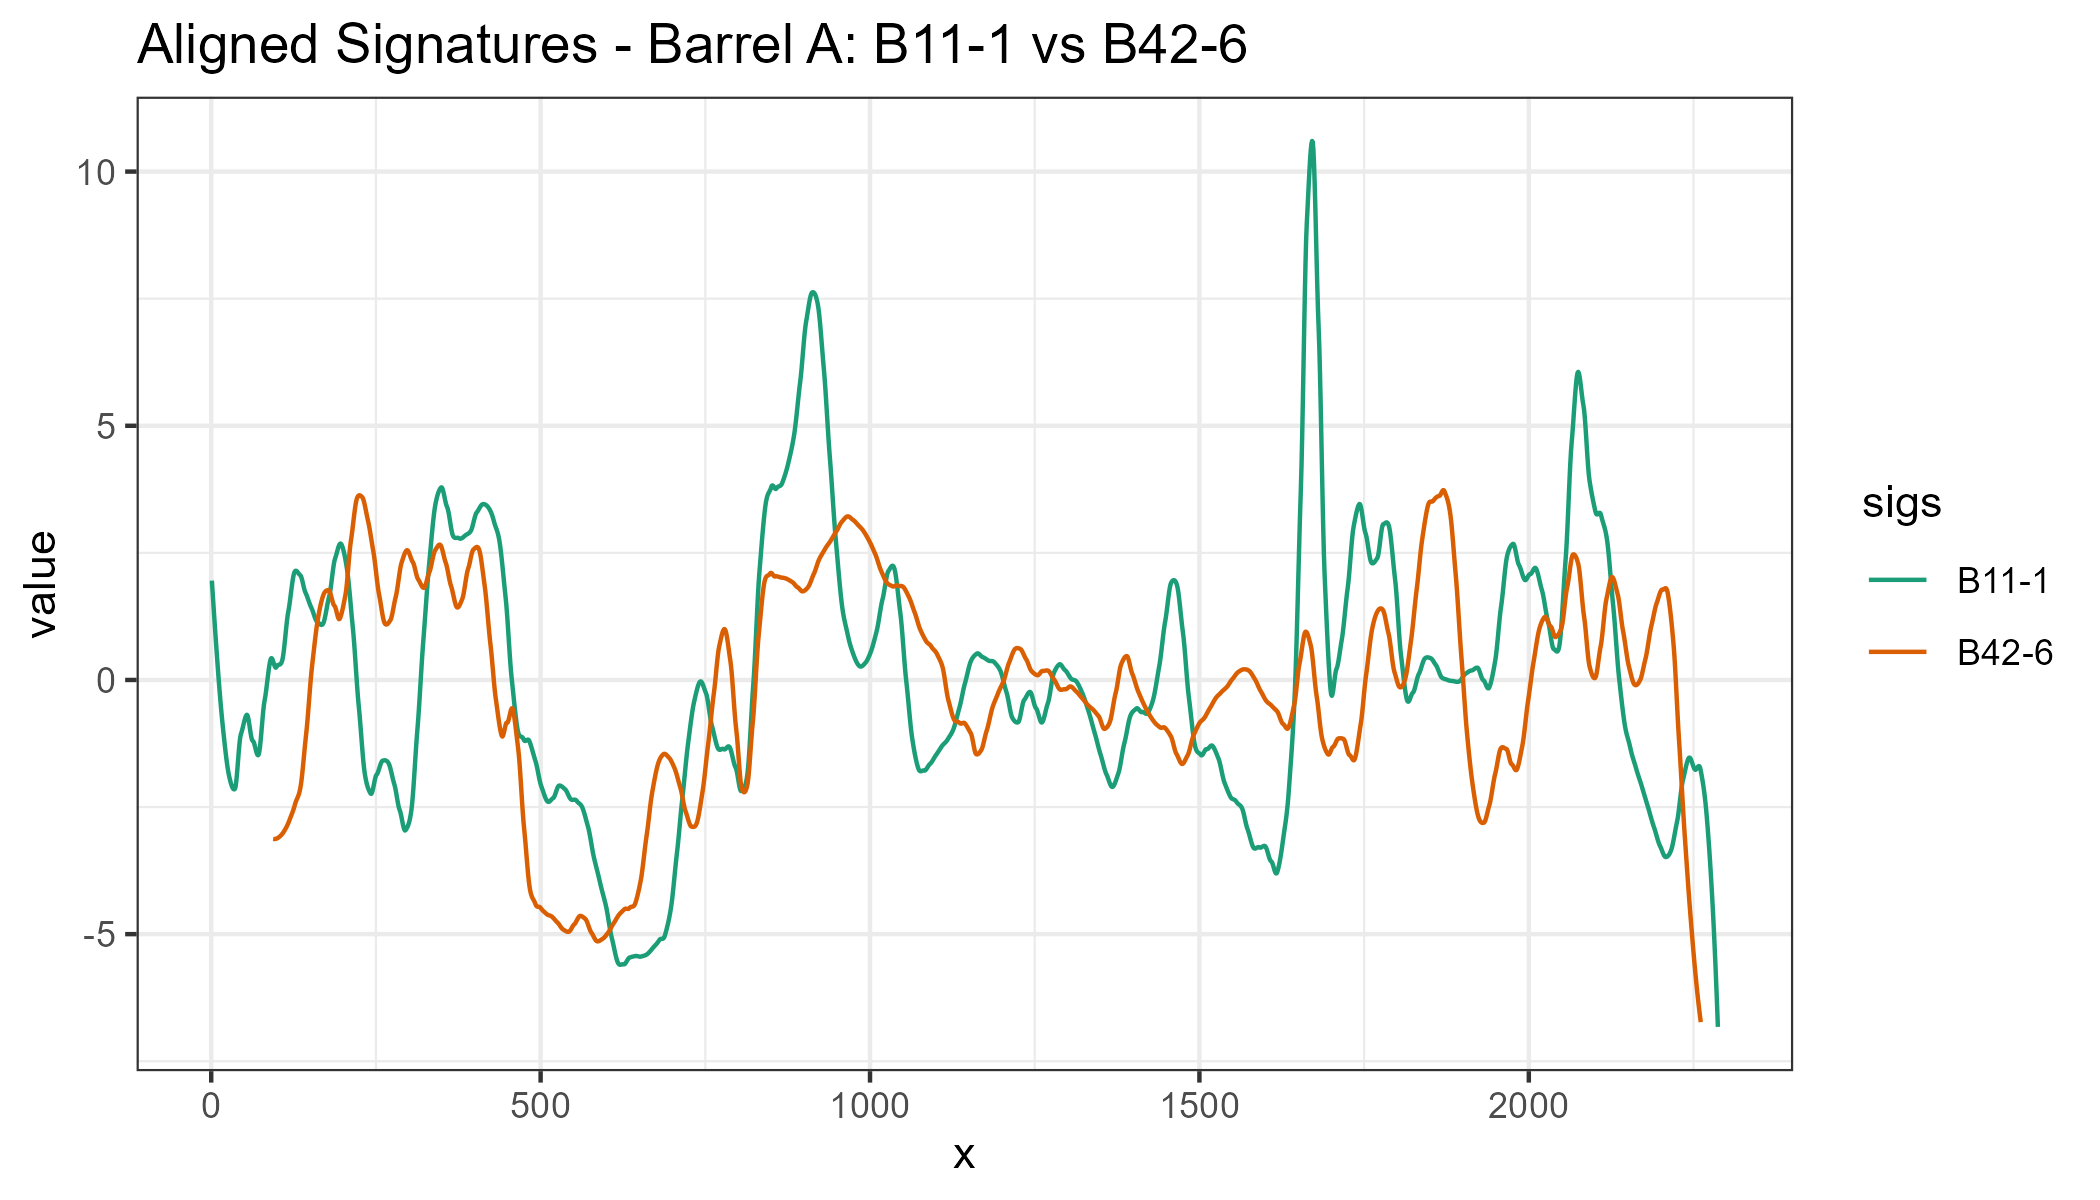 Aligned Signatures - Barrel A: B11-1 vs B42-6
10
5
0
-5
value
0 500 1000 1500 2000
x
sigs
B11-1
B42-6